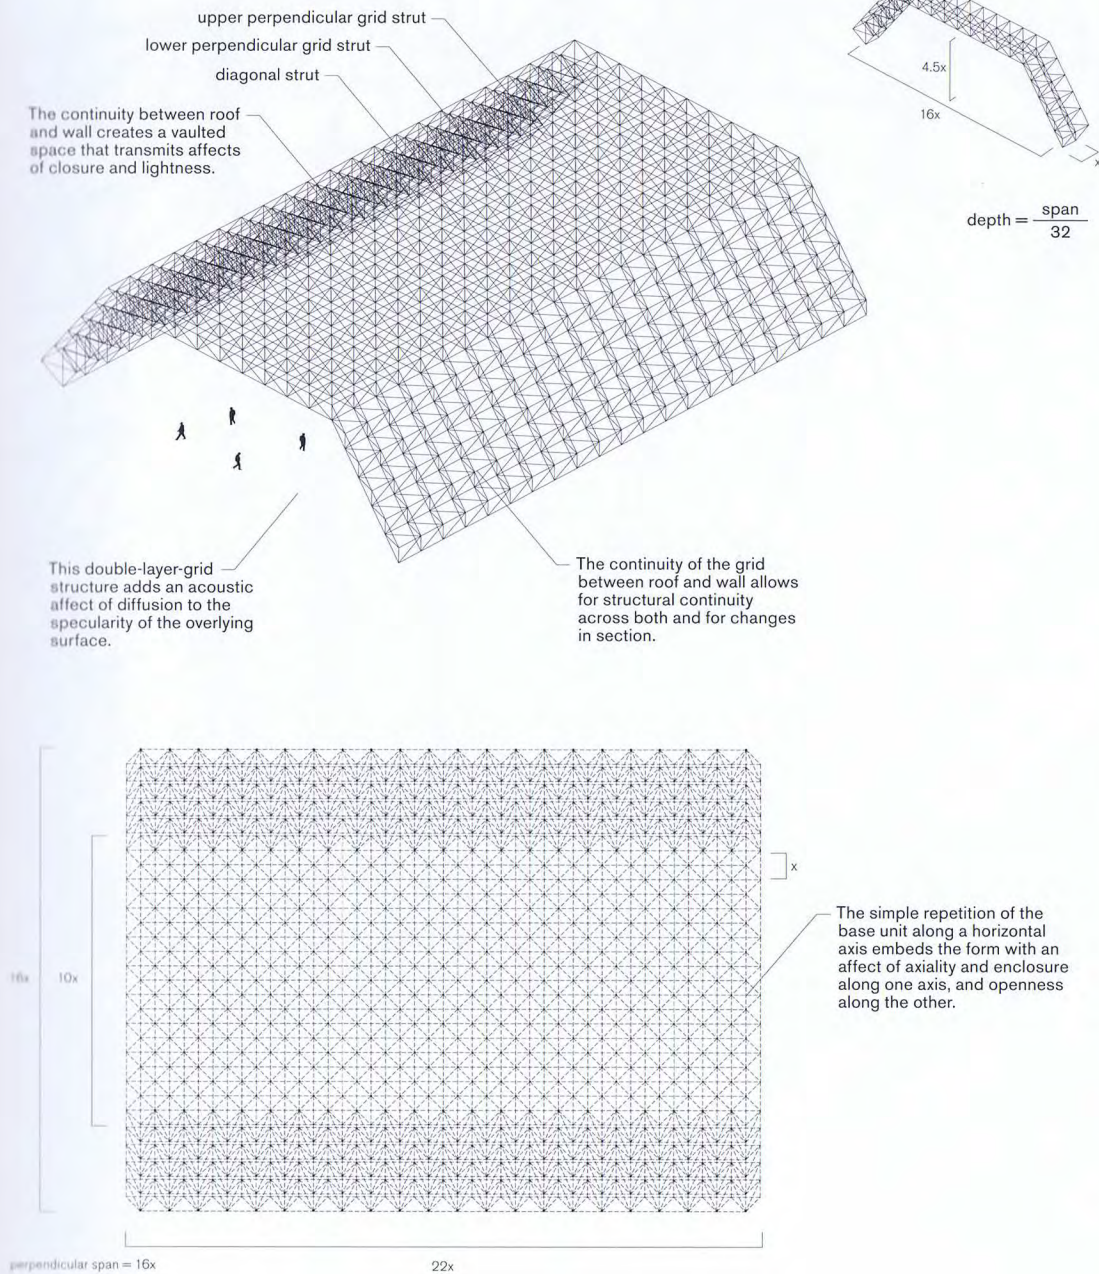 upper perpendicular grid strut
lower perpendicular grid strut
diagonal strut
The continuity between roof
and wall creates a vaulted
space that transmits affects
of closure and lightness.
4.5x
16x
x
depth = span
32
This double-layer-grid
structure adds an acoustic
affect of diffusion to the
specularity of the overlying
surface.
The continuity of the grid
between roof and wall allows
for structural continuity
across both and for changes
in section.
x
16x
10x
The simple repetition of the
base unit along a horizontal
axis embeds the form with an
affect of axiality and enclosure
along one axis, and openness
along the other.
perpendicular span = 16x
22x